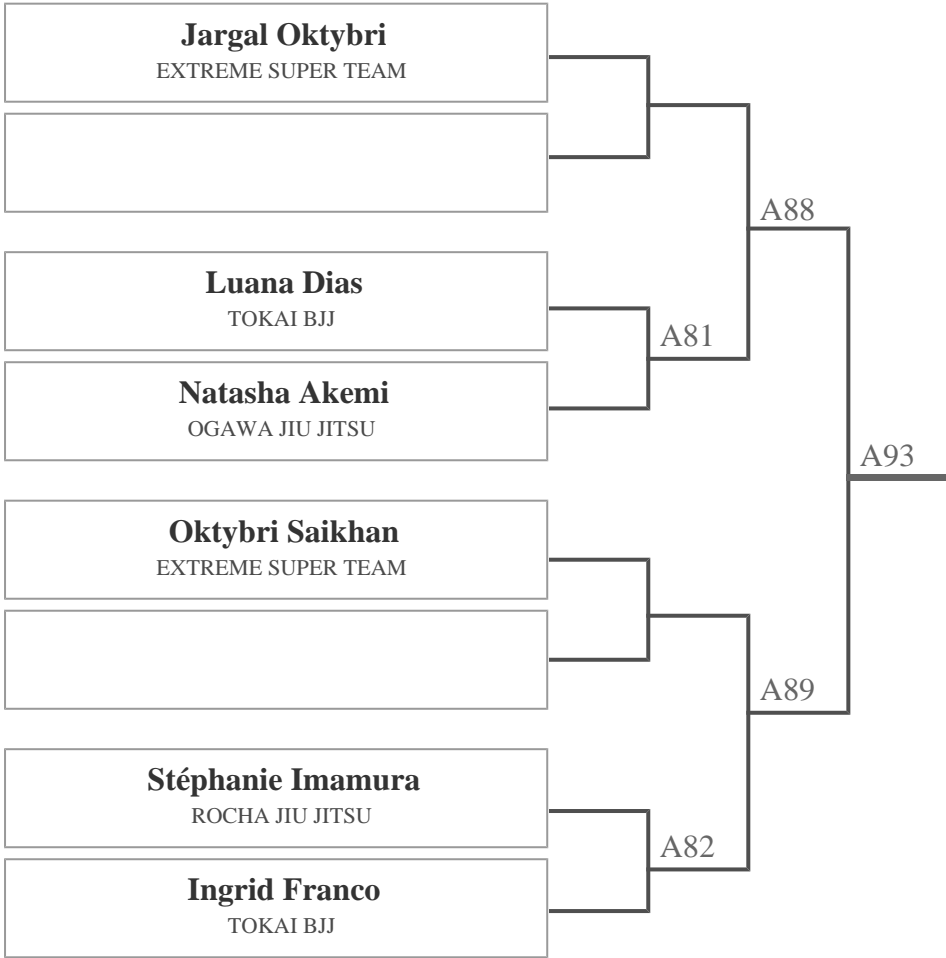 Jargal Oktybri
EXTREME SUPER TEAM
A88
Luana Dias
TOKAI BJJ
A81
Natasha Akemi
OGAWA JIU JITSU
A93
Oktybri Saikhan
EXTREME SUPER TEAM
A89
Stéphanie Imamura
ROCHA JIU JITSU
A82
Ingrid Franco
TOKAI BJJ